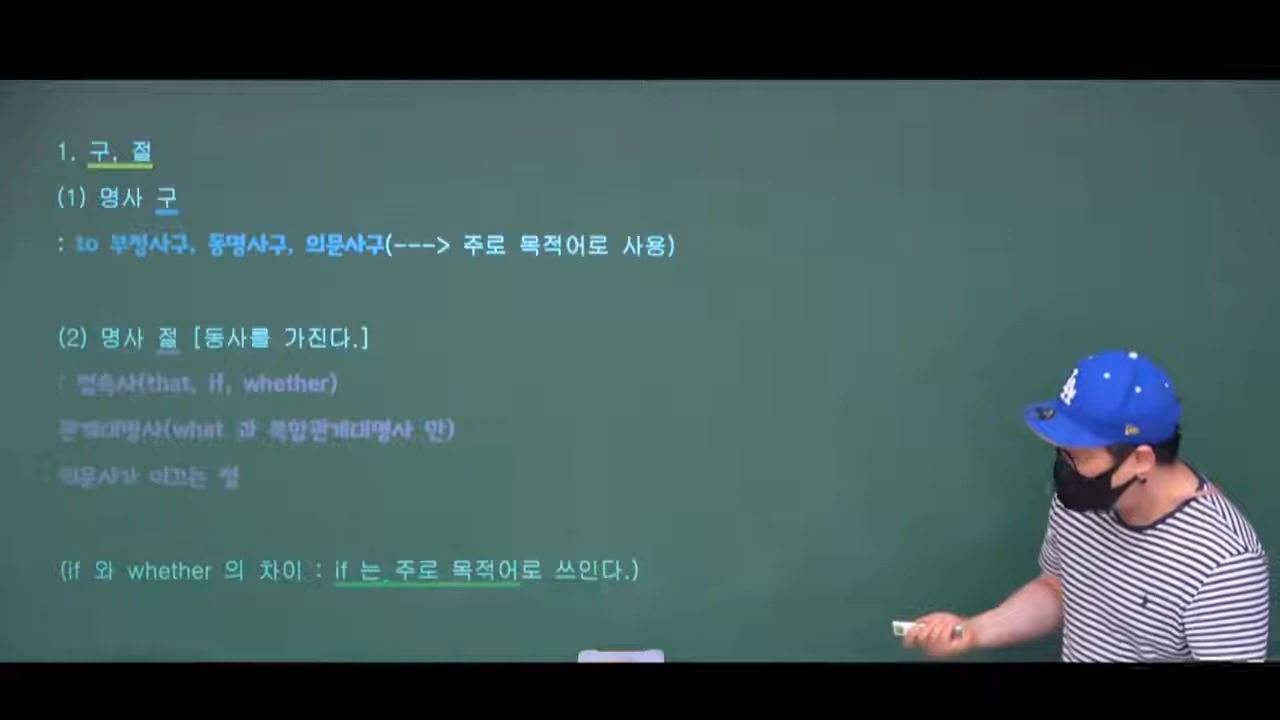 1. 구, 절
(1) 명사 구
: to 부정사구, 동명사구, 의문사구(---> 주로 목적어로 사용)
(2) 명사 절 [동사를 가진다.]
: 접속사(that, if, whether)
관계대명사(what 과 복합관계대명사 만)
의문사가 이끄는 절
(if 와 whether 의 차이 : if 는 주로 목적어로 쓰인다.)
LA